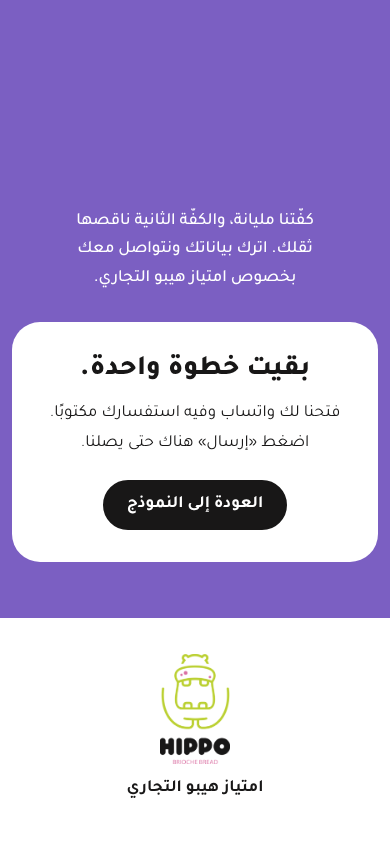 كفّتنا مليانة، والكفّة الثانية ناقصها
ثقلك. اترك بياناتك ونتواصل معك
بخصوص امتياز هيبو التجاري.
بقيت خطوة واحدة.
فتحنا لك واتساب وفيه استفسارك مكتوبًا.
اضغط «إرسال» هناك حتى يصلنا.
العودة إلى النموذج
HIPPO
BRIOCHE BREAD
امتياز هيبو التجاري